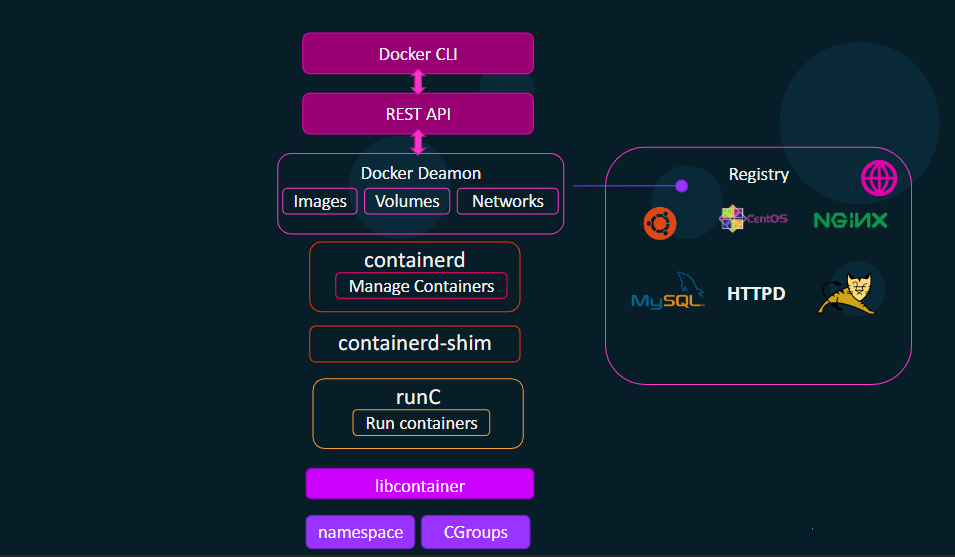 Docker CLI
REST API
Docker Deamon
Images
Volumes
Networks
containerd
Manage Containers
containerd-shim
runC
Run containers
libcontainer
namespace
CGroups
Registry
CentOS
NGiNX
MySQL
HTTPD